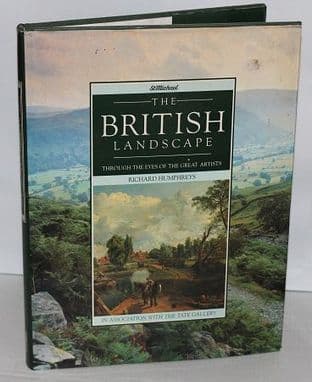 St Michael
THE
BRITISH
LANDSCAPE
THROUGH THE EYES OF THE GREAT ARTISTS
RICHARD HUMPHREYS
IN ASSOCIATION WITH THE TATE GALLERY